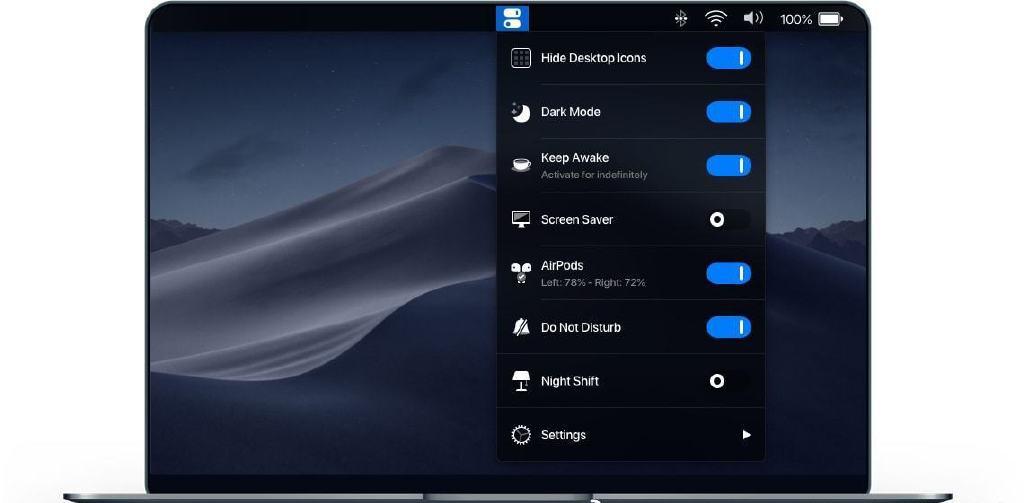 100%
Hide Desktop Icons
Dark Mode
Keep Awake
Activate for indefinitely
Screen Saver
AirPods
Left: 78% - Right: 72%
Do Not Disturb
Night Shift
Settings